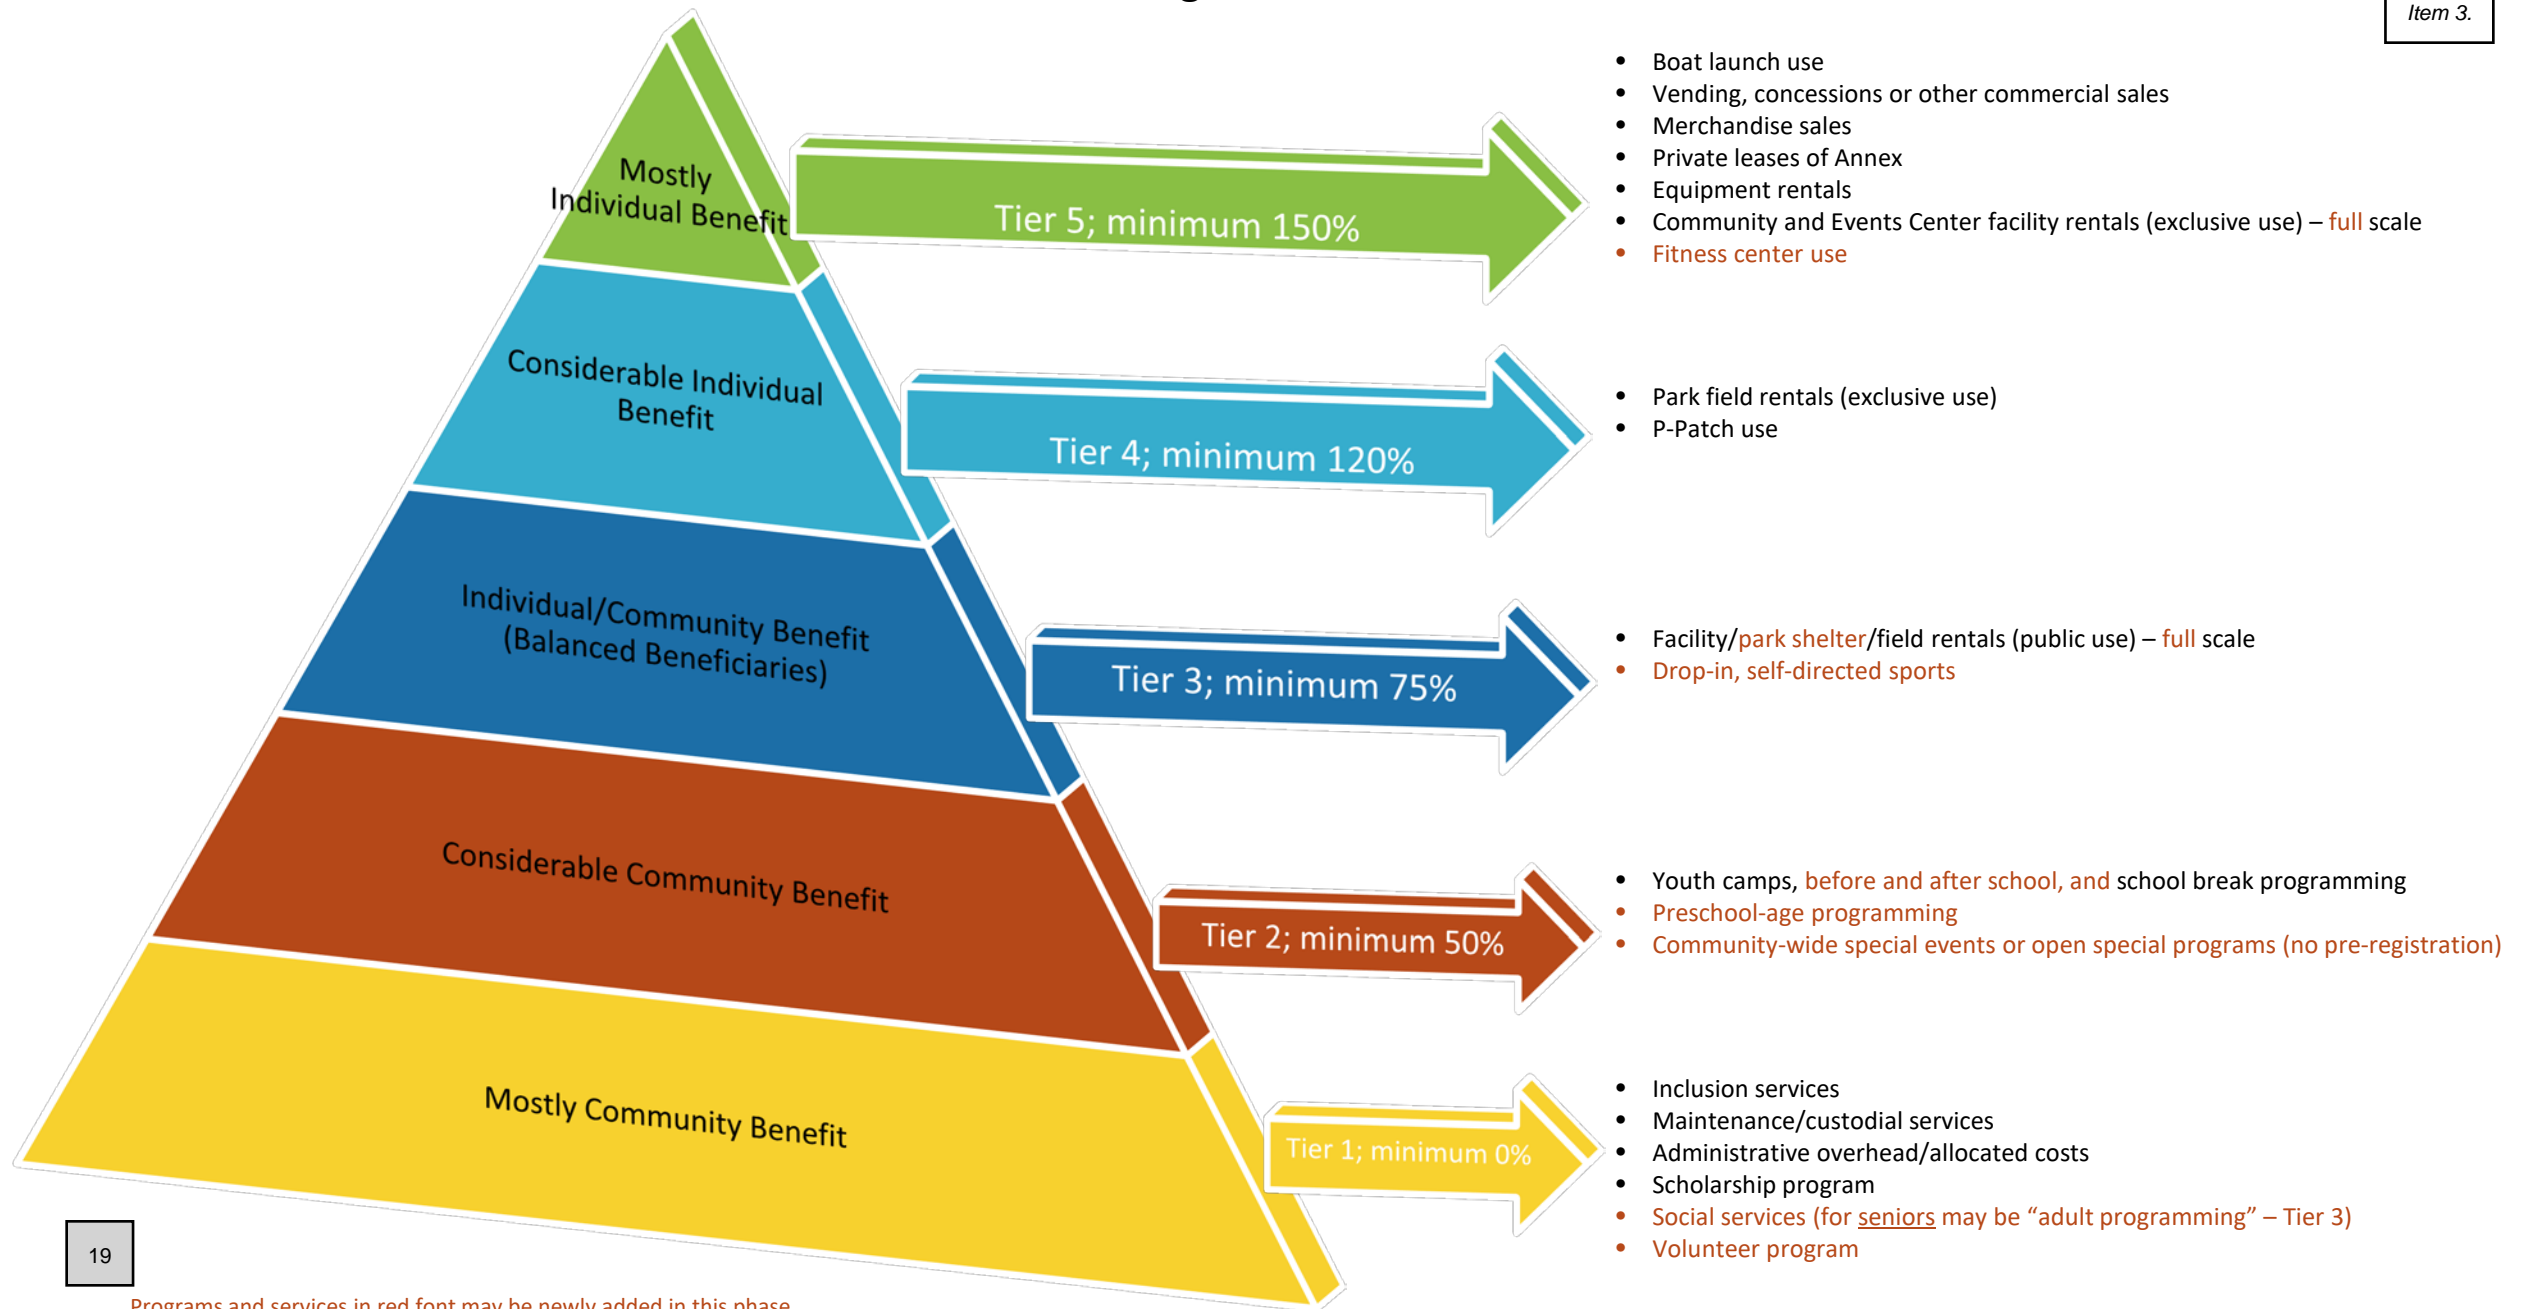 Item 3.
Mostly
Individual Benefit
Tier 5; minimum 150%
• Boat launch use
• Vending, concessions or other commercial sales
• Merchandise sales
• Private leases of Annex
• Equipment rentals
• Community and Events Center facility rentals (exclusive use) – full scale
• Fitness center use
Considerable Individual
Benefit
Tier 4; minimum 120%
• Park field rentals (exclusive use)
• P-Patch use
Individual/Community Benefit
(Balanced Beneficiaries)
Tier 3; minimum 75%
• Facility/park shelter/field rentals (public use) – full scale
• Drop-in, self-directed sports
Considerable Community Benefit
Tier 2; minimum 50%
• Youth camps, before and after school, and school break programming
• Preschool-age programming
• Community-wide special events or open special programs (no pre-registration)
Mostly Community Benefit
Tier 1; minimum 0%
• Inclusion services
• Maintenance/custodial services
• Administrative overhead/allocated costs
• Scholarship program
• Social services (for seniors may be “adult programming” – Tier 3)
• Volunteer program
19
Programs and services in red font may be newly added in this phase